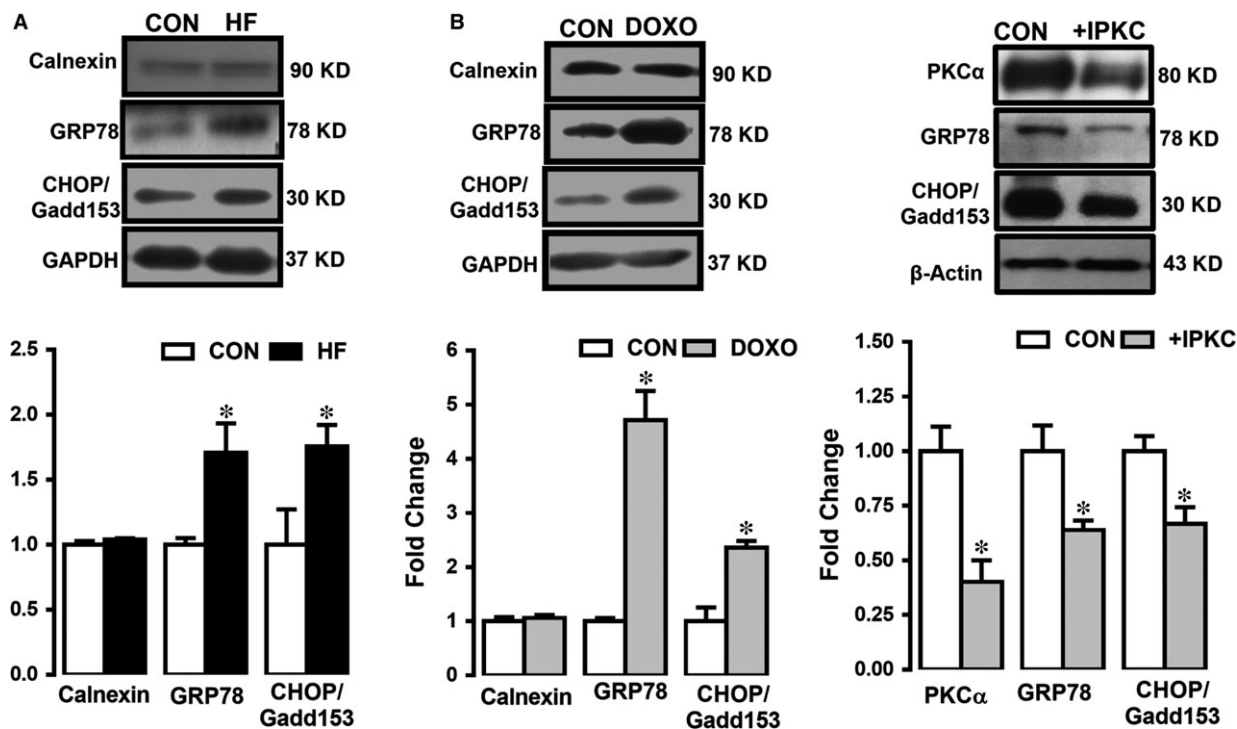 A
CON HF
Calnexin
90 KD
GRP78
78 KD
CHOP/
Gadd153
30 KD
GAPDH
37 KD
2.5
2.0
1.5
1.0
0.5
0.0
CON HF
*
*
Calnexin
GRP78
CHOP/
Gadd153
B
CON DOXO
Calnexin
90 KD
GRP78
78 KD
CHOP/
Gadd153
30 KD
GAPDH
37 KD
Fold Change
6
5
4
2
1
0
CON DOXO
*
*
Calnexin
GRP78
CHOP/
Gadd153
CON +IPKC
PKCα
80 KD
GRP78
78 KD
CHOP/
Gadd153
30 KD
β-Actin
43 KD
Fold Change
1.50
1.25
1.00
0.75
0.50
0.25
0.00
CON +IPKC
*
*
*
PKCα
GRP78
CHOP/
Gadd153